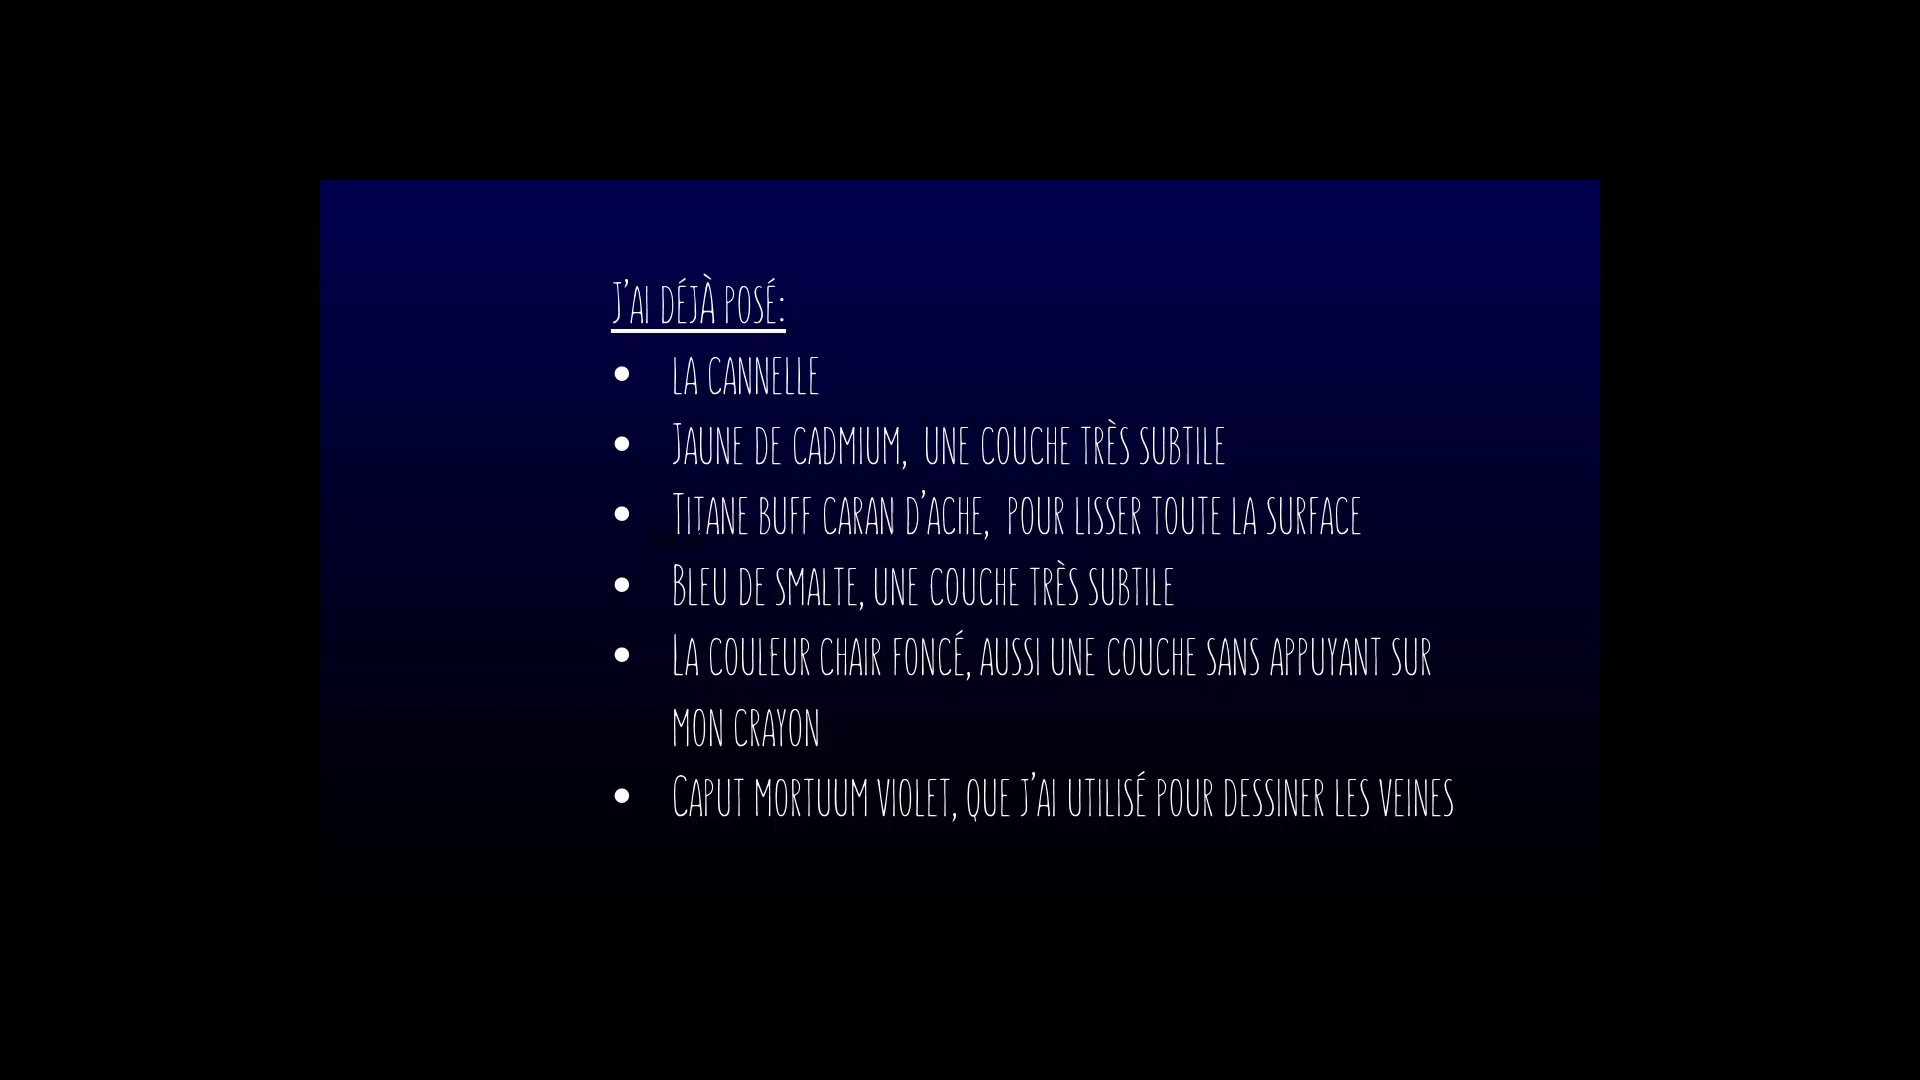 J'ai déjà posé:
• la cannelle
• Jaune de cadmium, une couche très subtile
• Titane buff caran d'ache, pour lisser toute la surface
• Bleu de smalte, une couche très subtile
• La couleur chair foncé, aussi une couche sans appuyant sur
mon crayon
• Caput mortuum violet, que j'ai utilisé pour dessiner les veines